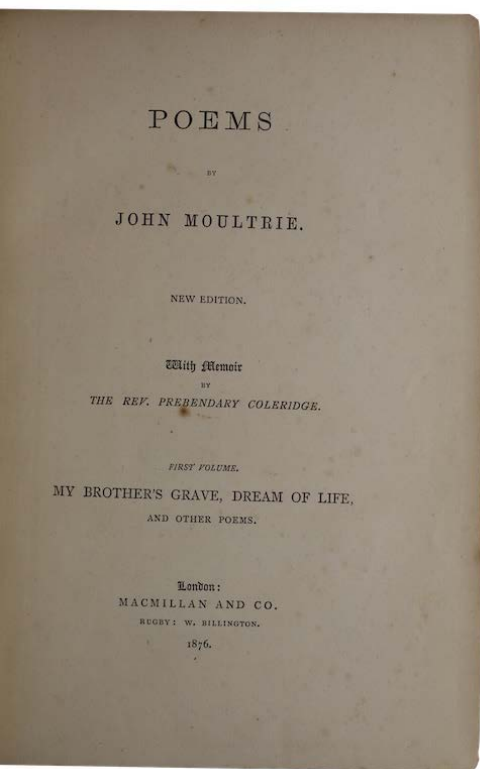 POEMS
BY
JOHN MOULTRIE.
NEW EDITION.
With Memoir
BY
THE REV. PREBENDARY COLERIDGE.
FIRST VOLUME.
MY BROTHER'S GRAVE, DREAM OF LIFE,
AND OTHER POEMS.
London:
MACMILLAN AND CO.
RUGBY: W. BILLINGTON.
1876.